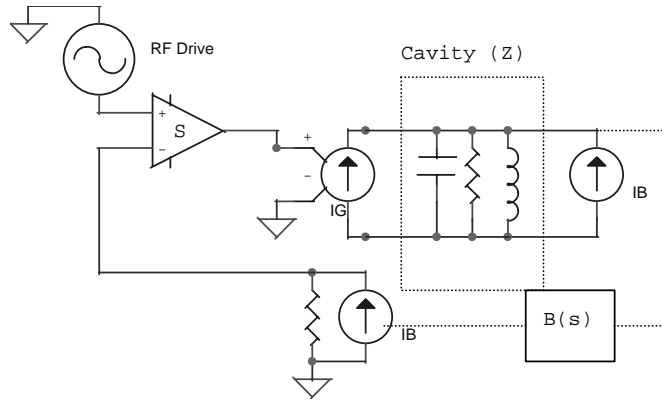 RF Drive
Cavity (Z)
+
S
−
+
−
IG
IB
IB
B(s)